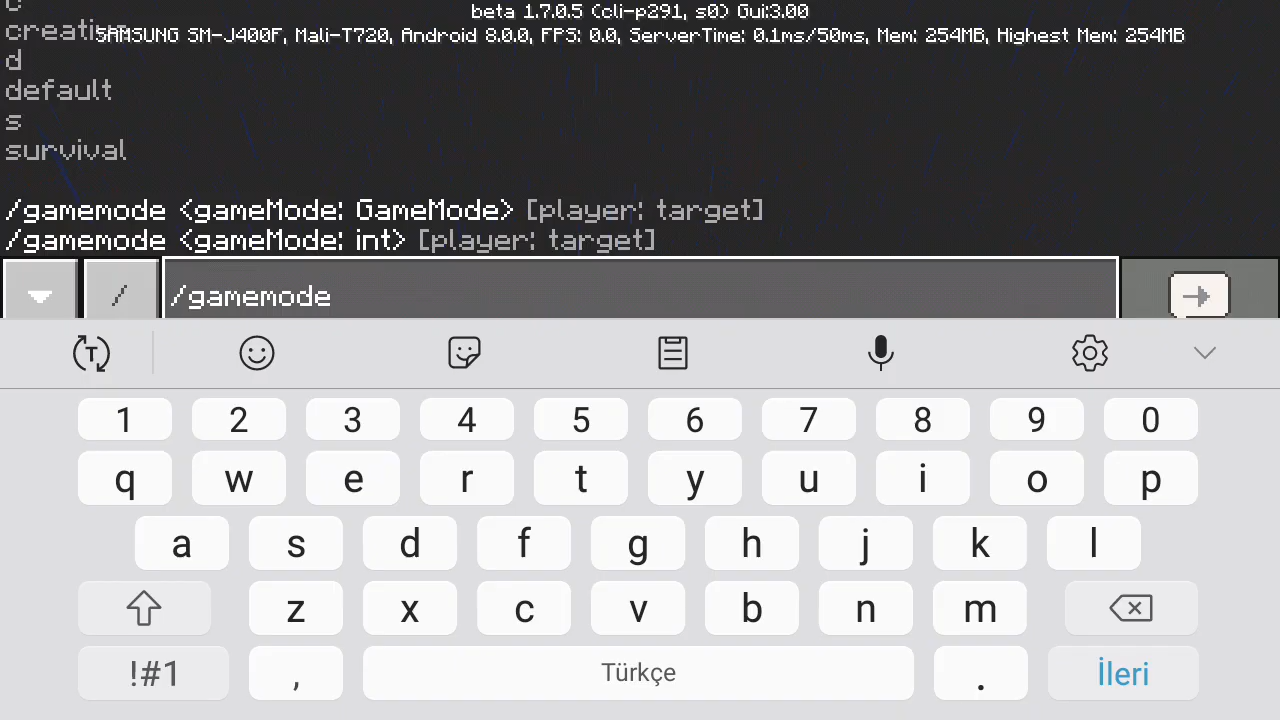 beta 1.7.0.5 (cli-p291, s0) Gui:3.00
SAMSUNG SM-J400F, Mali-T720, Android 8.0.0, FPS: 0.0, ServerTime: 0.1ms/50ms, Mem: 254MB, Highest Mem: 254MB
c
creative
d
default
s
survival
/gamemode <gameMode: GameMode> [player: target]
/gamemode <gameMode: int> [player: target]
/ /gamemode
T
1 2 3 4 5 6 7 8 9 0
q w e r t y u i o p
a s d f g h j k l
z x c v b n m
!#1 , Türkçe . İleri